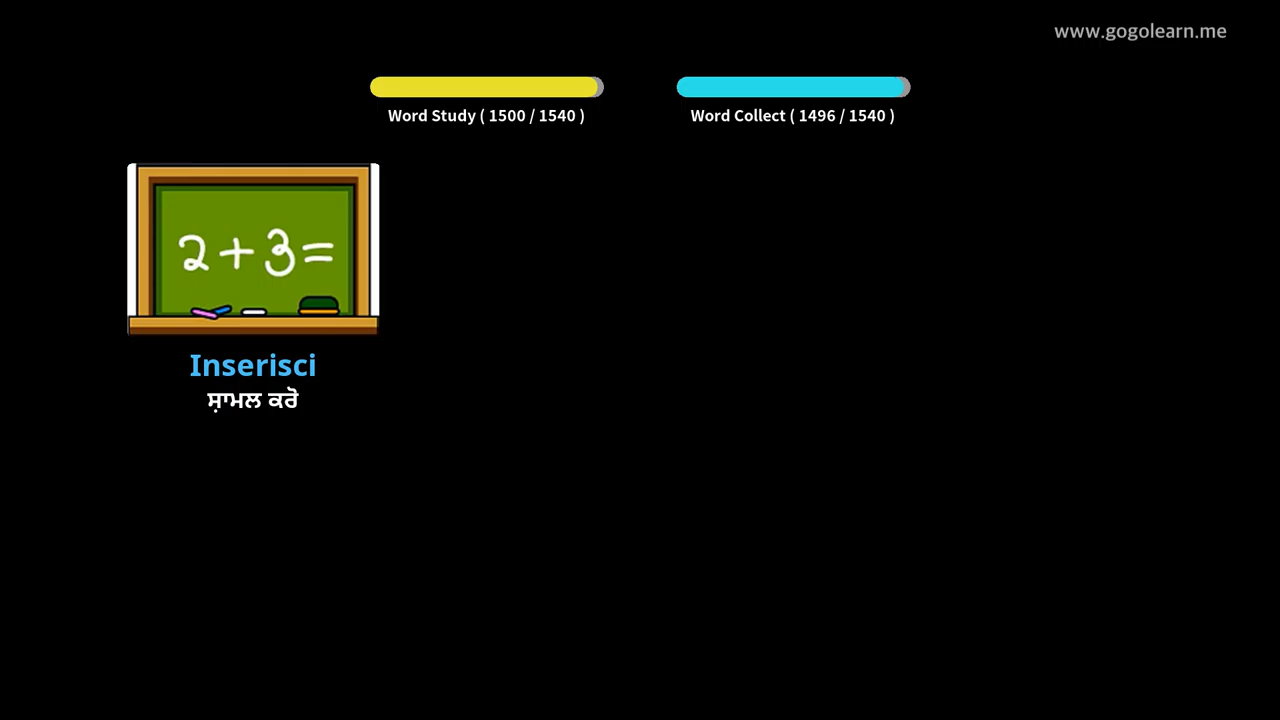 www.gogolearn.me
Word Study ( 1500 / 1540 )
Word Collect ( 1496 / 1540 )
2+3=
Inserisci
ਸ਼ਾਮਲ ਕਰੋ